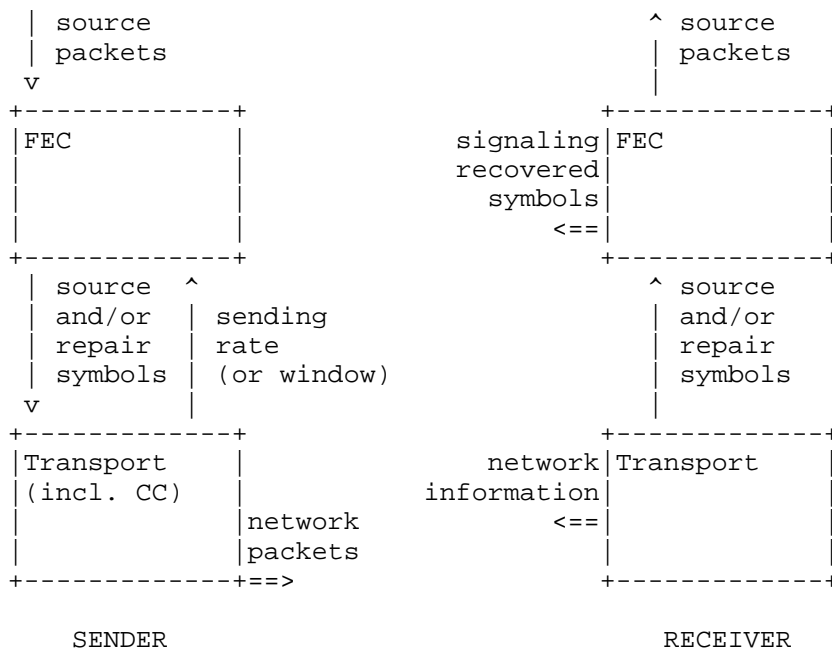 source source
packets packets
v
FEC signaling FEC
recovered
symbols
<==
source source
and/or sending and/or
repair rate repair
symbols (or window) symbols
v
Transport network Transport
(incl. CC) information
network <==
packets
==>
SENDER RECEIVER